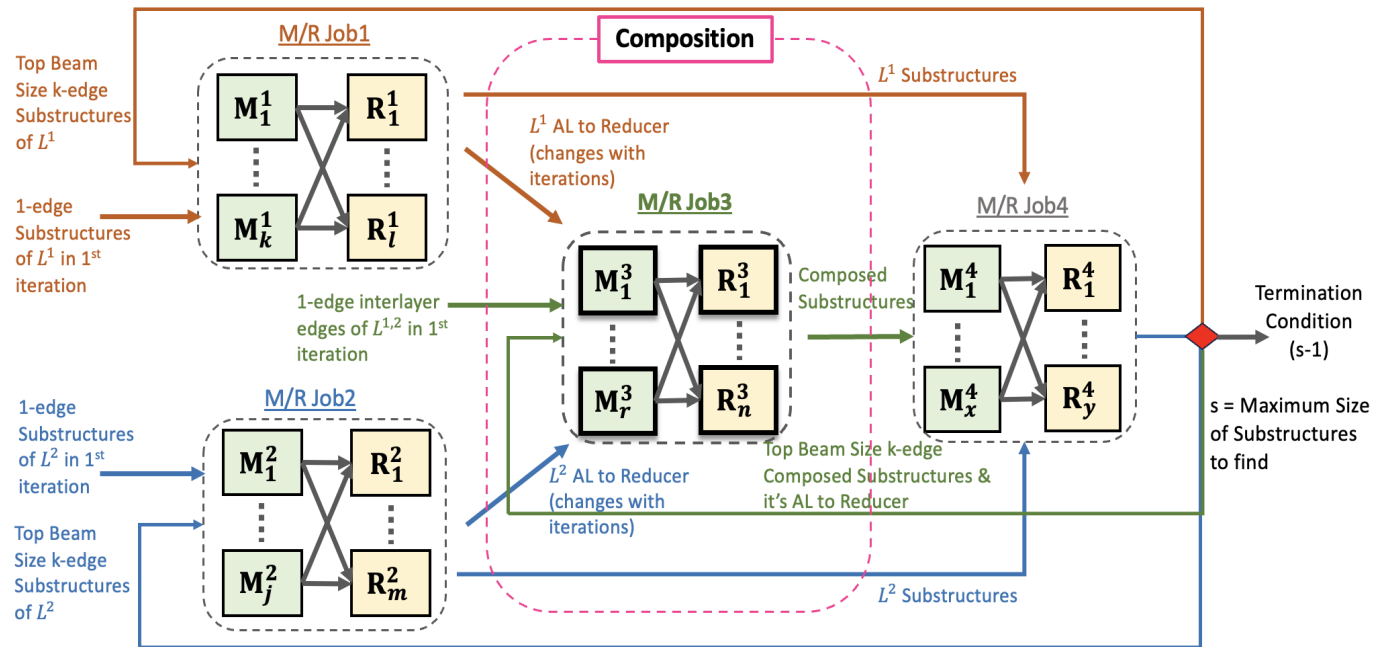 M/R Job1
Composition
Top Beam
Size k-edge
Substructures
of L¹
M₁¹
R₁¹
L¹ Substructures
L¹ AL to Reducer
(changes with
iterations)
1-edge
Substructures
of L¹ in 1st
iteration
Mₖ¹
Rₗ¹
M/R Job3
M/R Job4
1-edge interlayer
edges of L¹,² in 1st
iteration
M₁³
R₁³
Composed
Substructures
M₁⁴
R₁⁴
Termination
Condition
(s-1)
Mᵣ³
Rₙ³
Mₓ⁴
R_y⁴
s = Maximum Size
of Substructures
to find
M/R Job2
1-edge
Substructures
of L² in 1st
iteration
M₁²
R₁²
L² AL to Reducer
(changes with
iterations)
Top Beam Size k-edge
Composed Substructures &
it's AL to Reducer
Top Beam
Size k-edge
Substructures
of L²
Mⱼ²
Rₘ²
L² Substructures